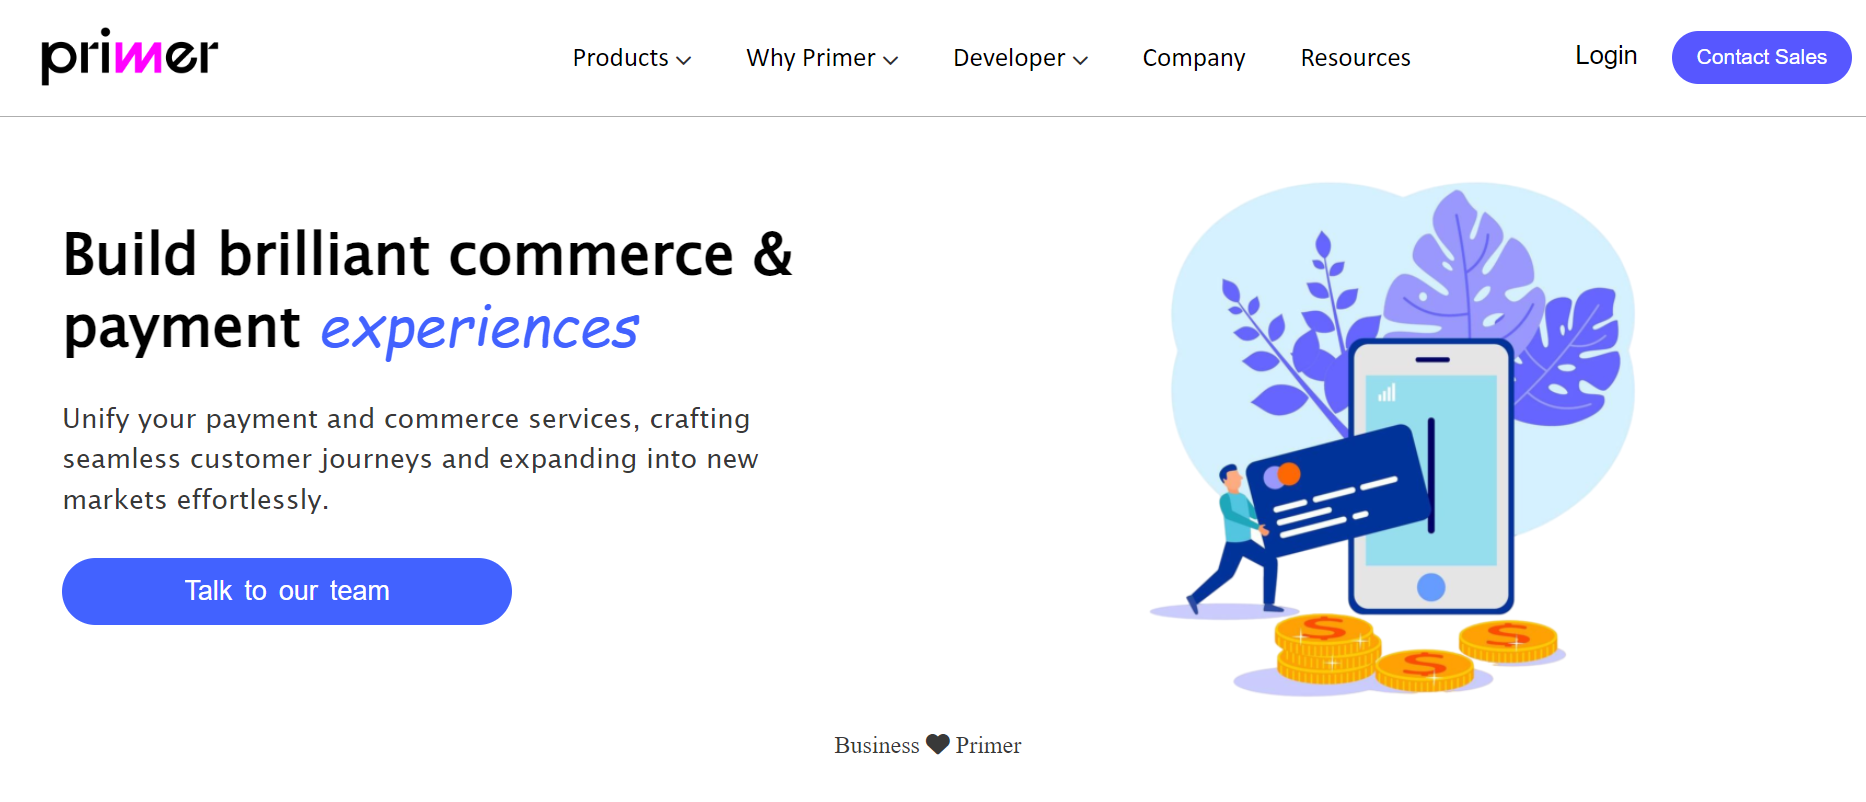 primer
Products
Why Primer
Developer
Company
Resources
Login
Contact Sales
Build brilliant commerce &
payment experiences
Unify your payment and commerce services, crafting
seamless customer journeys and expanding into new
markets effortlessly.
Talk to our team
$
$
$
Business ♥ Primer